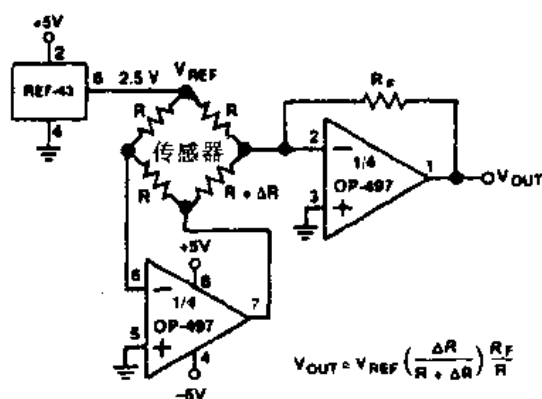 +5V
2
REF-43
6
2.5 V
VREF
4
R
R
传感器
R
R + ΔR
RF
2
−
1/4
OP-497
3
+
1
VOUT
6
−
+5V
8
1/4
OP-497
7
5
+
4
−5V
VOUT = VREF (ΔR / R + ΔR) RF / R